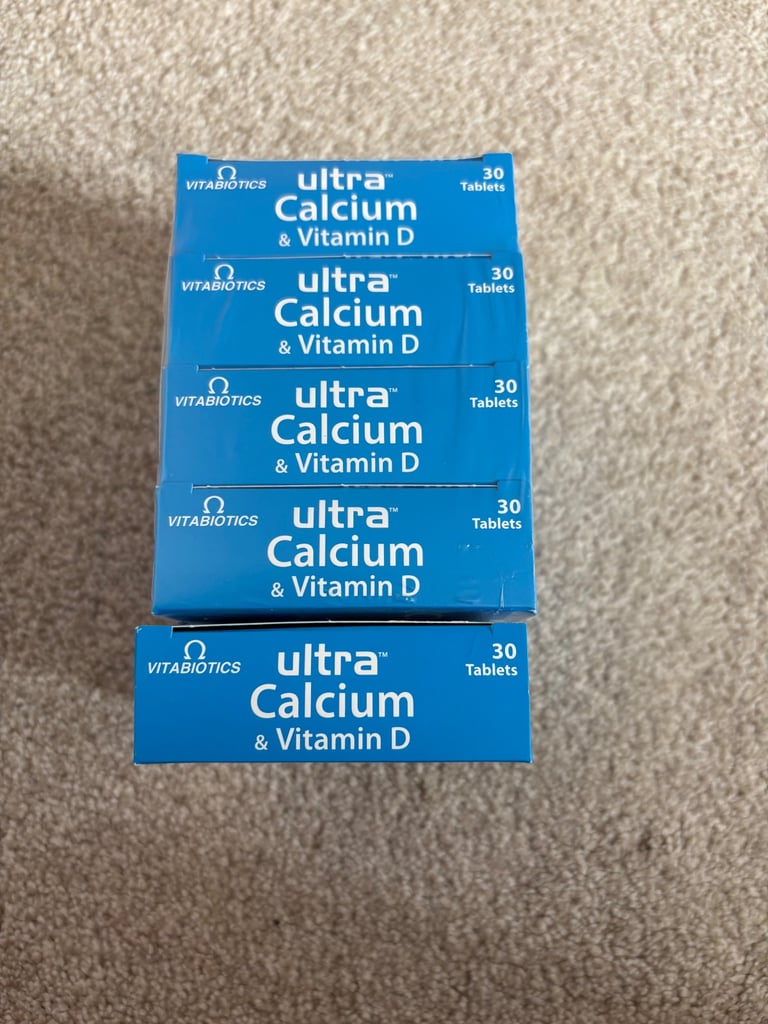 VITABIOTICS
ultra™
30
Tablets
Calcium
& Vitamin D
VITABIOTICS
ultra™
30
Tablets
Calcium
& Vitamin D
VITABIOTICS
ultra™
30
Tablets
Calcium
& Vitamin D
VITABIOTICS
ultra™
30
Tablets
Calcium
& Vitamin D
VITABIOTICS
ultra™
30
Tablets
Calcium
& Vitamin D